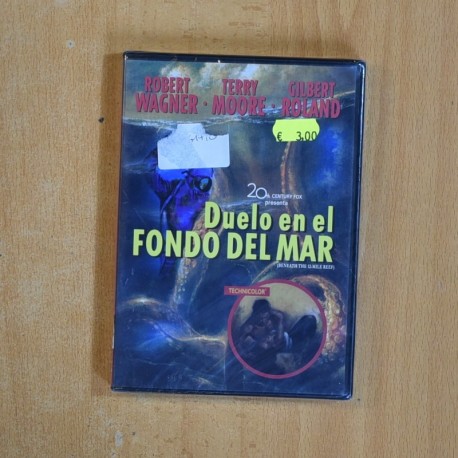 ROBERT WAGNER · TERRY MOORE · GILBERT ROLAND
€ 3,00
20th CENTURY FOX
presenta
Duelo en el
FONDO DEL MAR
(BENEATH THE 12-MILE REEF)
TECHNICOLOR